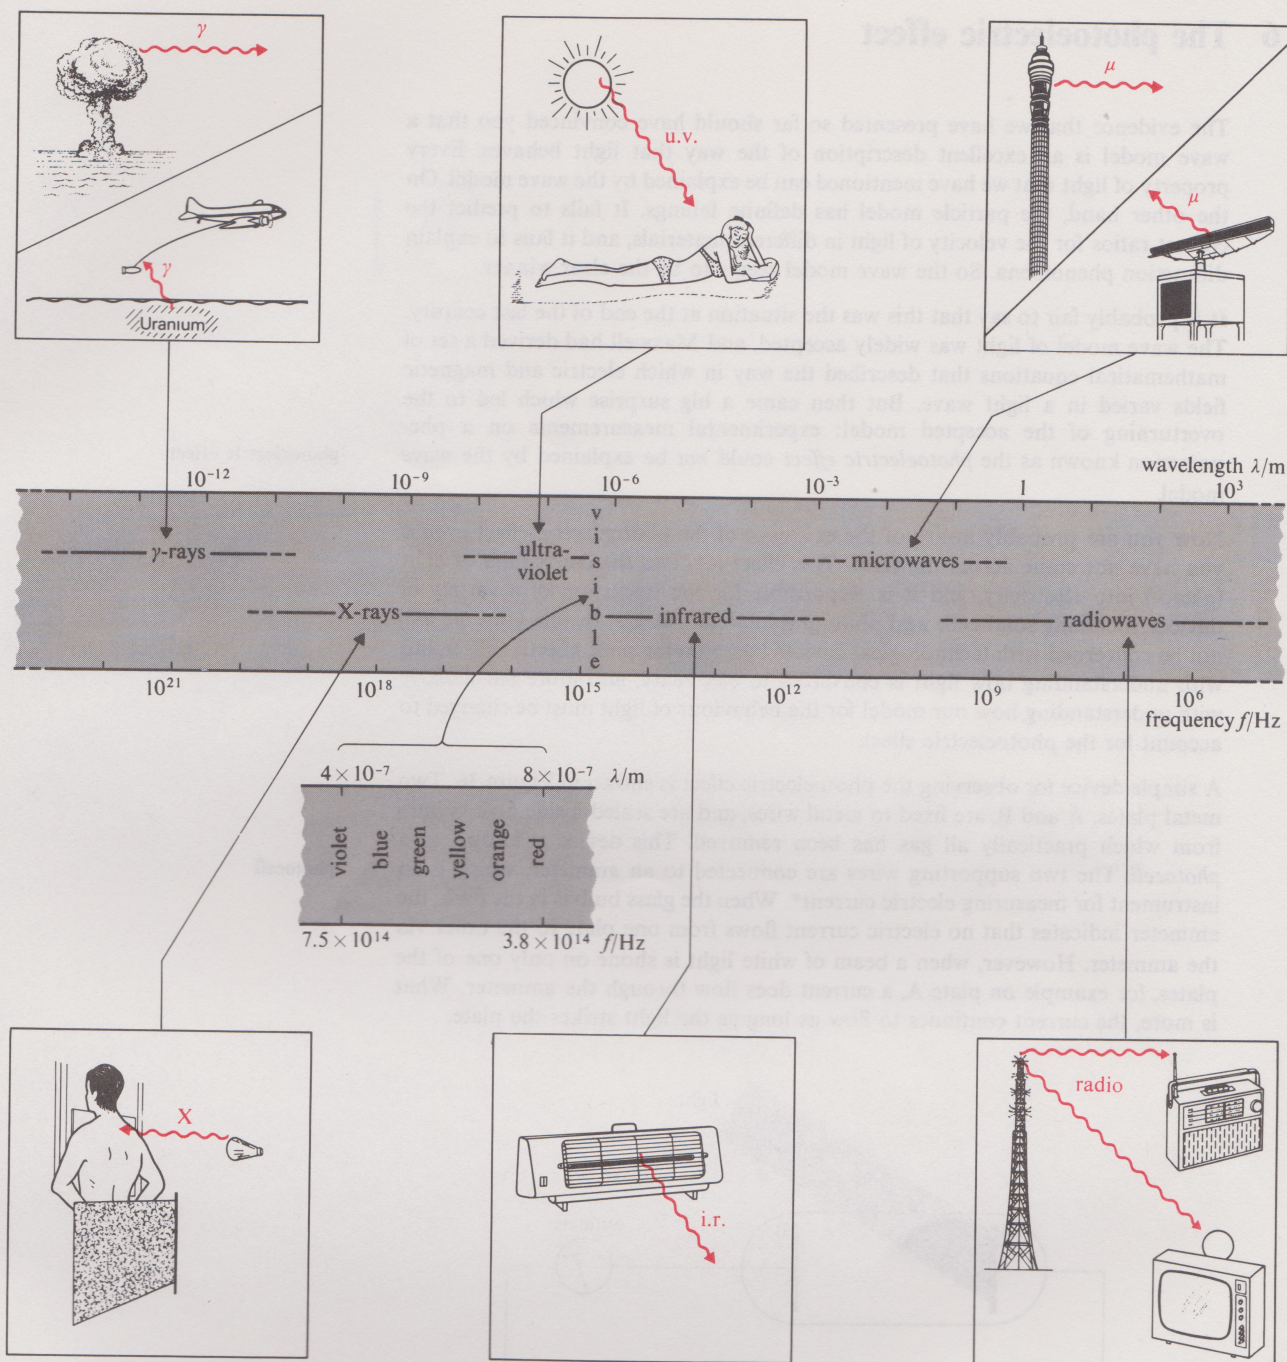 γ
γ
Uranium
u.v.
μ
μ
10⁻¹² 10⁻⁹ 10⁻⁶ 10⁻³ 1 10³
wavelength λ/m
γ-rays
ultra-
violet
visible
microwaves
X-rays
infrared
radiowaves
10²¹ 10¹⁸ 10¹⁵ 10¹² 10⁹ 10⁶
frequency f/Hz
4 × 10⁻⁷ 8 × 10⁻⁷ λ/m
violet
blue
green
yellow
orange
red
7.5 × 10¹⁴ 3.8 × 10¹⁴ f/Hz
X
i.r.
radio